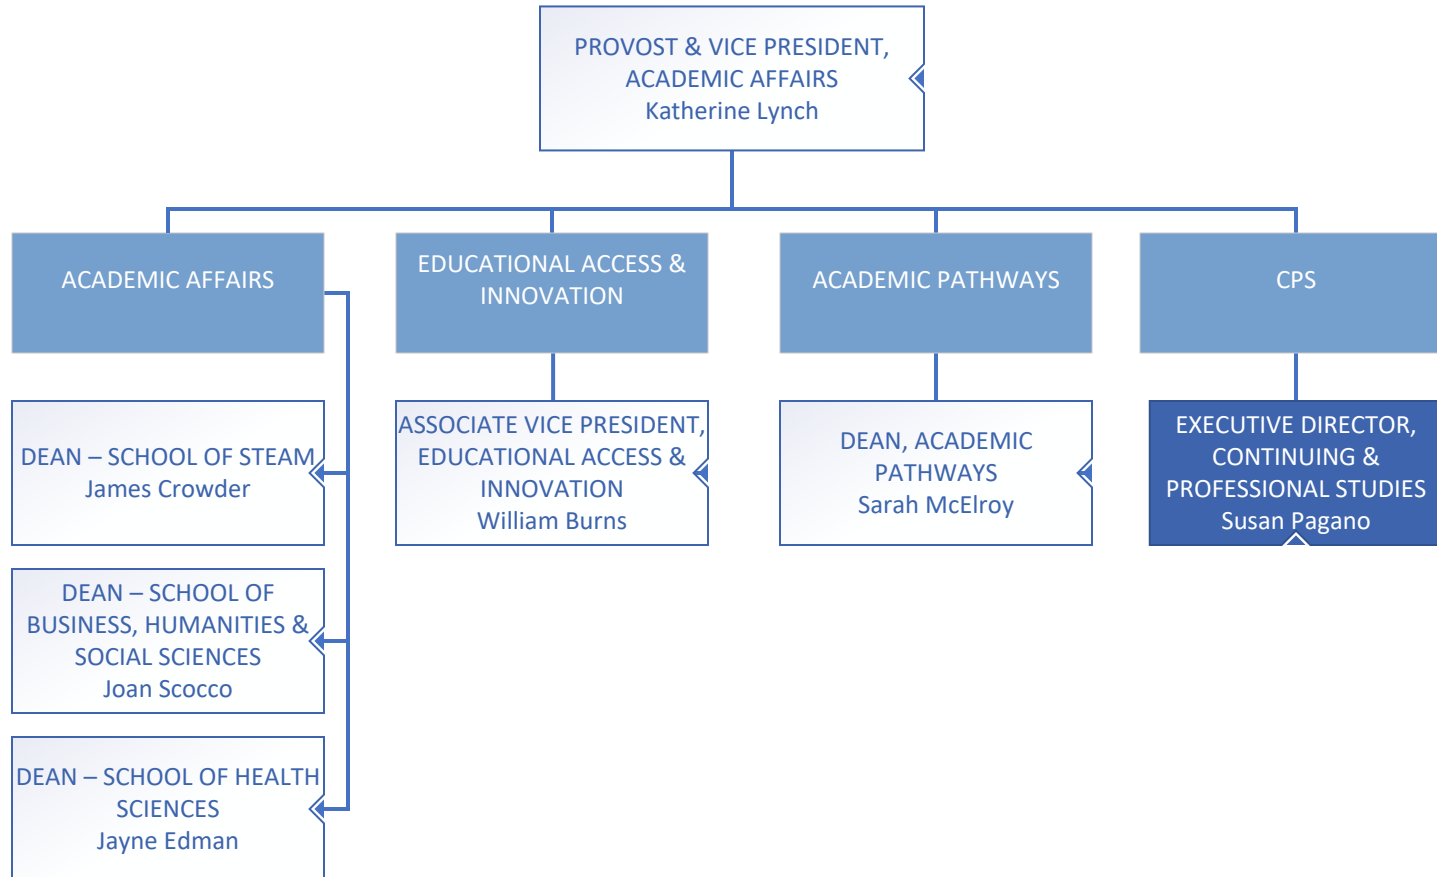 PROVOST & VICE PRESIDENT,
ACADEMIC AFFAIRS
Katherine Lynch
ACADEMIC AFFAIRS
EDUCATIONAL ACCESS &
INNOVATION
ACADEMIC PATHWAYS
CPS
DEAN – SCHOOL OF STEAM
James Crowder
ASSOCIATE VICE PRESIDENT,
EDUCATIONAL ACCESS &
INNOVATION
William Burns
DEAN, ACADEMIC
PATHWAYS
Sarah McElroy
EXECUTIVE DIRECTOR,
CONTINUING &
PROFESSIONAL STUDIES
Susan Pagano
DEAN – SCHOOL OF
BUSINESS, HUMANITIES &
SOCIAL SCIENCES
Joan Scocco
DEAN – SCHOOL OF HEALTH
SCIENCES
Jayne Edman